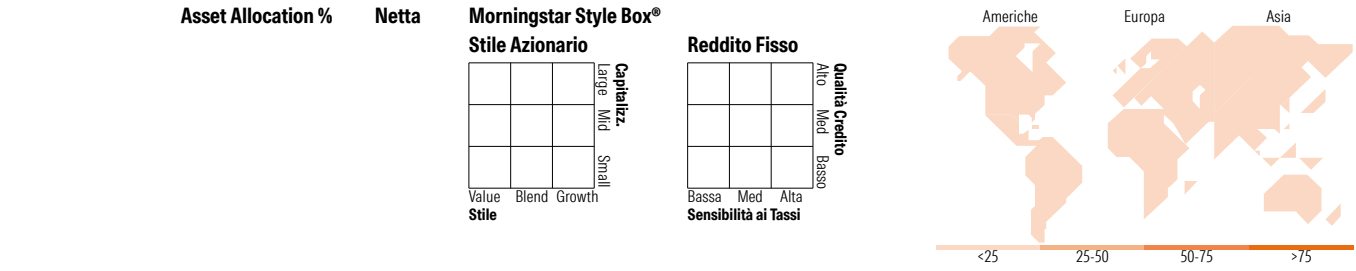 Asset Allocation % Netta
Morningstar Style Box®
Stile Azionario
Large Mid Small
Capitalizz.
Value Blend Growth
Stile
Reddito Fisso
Alto Med Basso
Qualità Credito
Bassa Med Alta
Sensibilità ai Tassi
Americhe Europa Asia
<25 25-50 50-75 >75